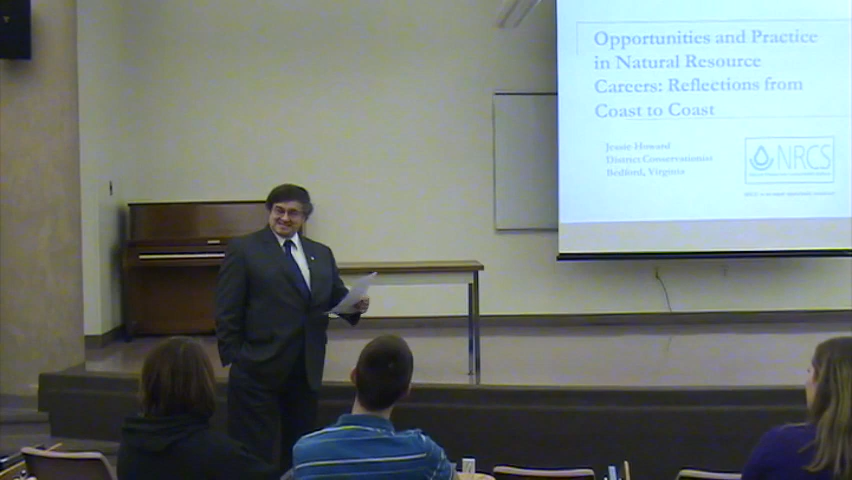 Opportunities and Practice
in Natural Resource
Careers: Reflections from
Coast to Coast
Jessie Howard
District Conservationist
Bedford, Virginia
NRCS